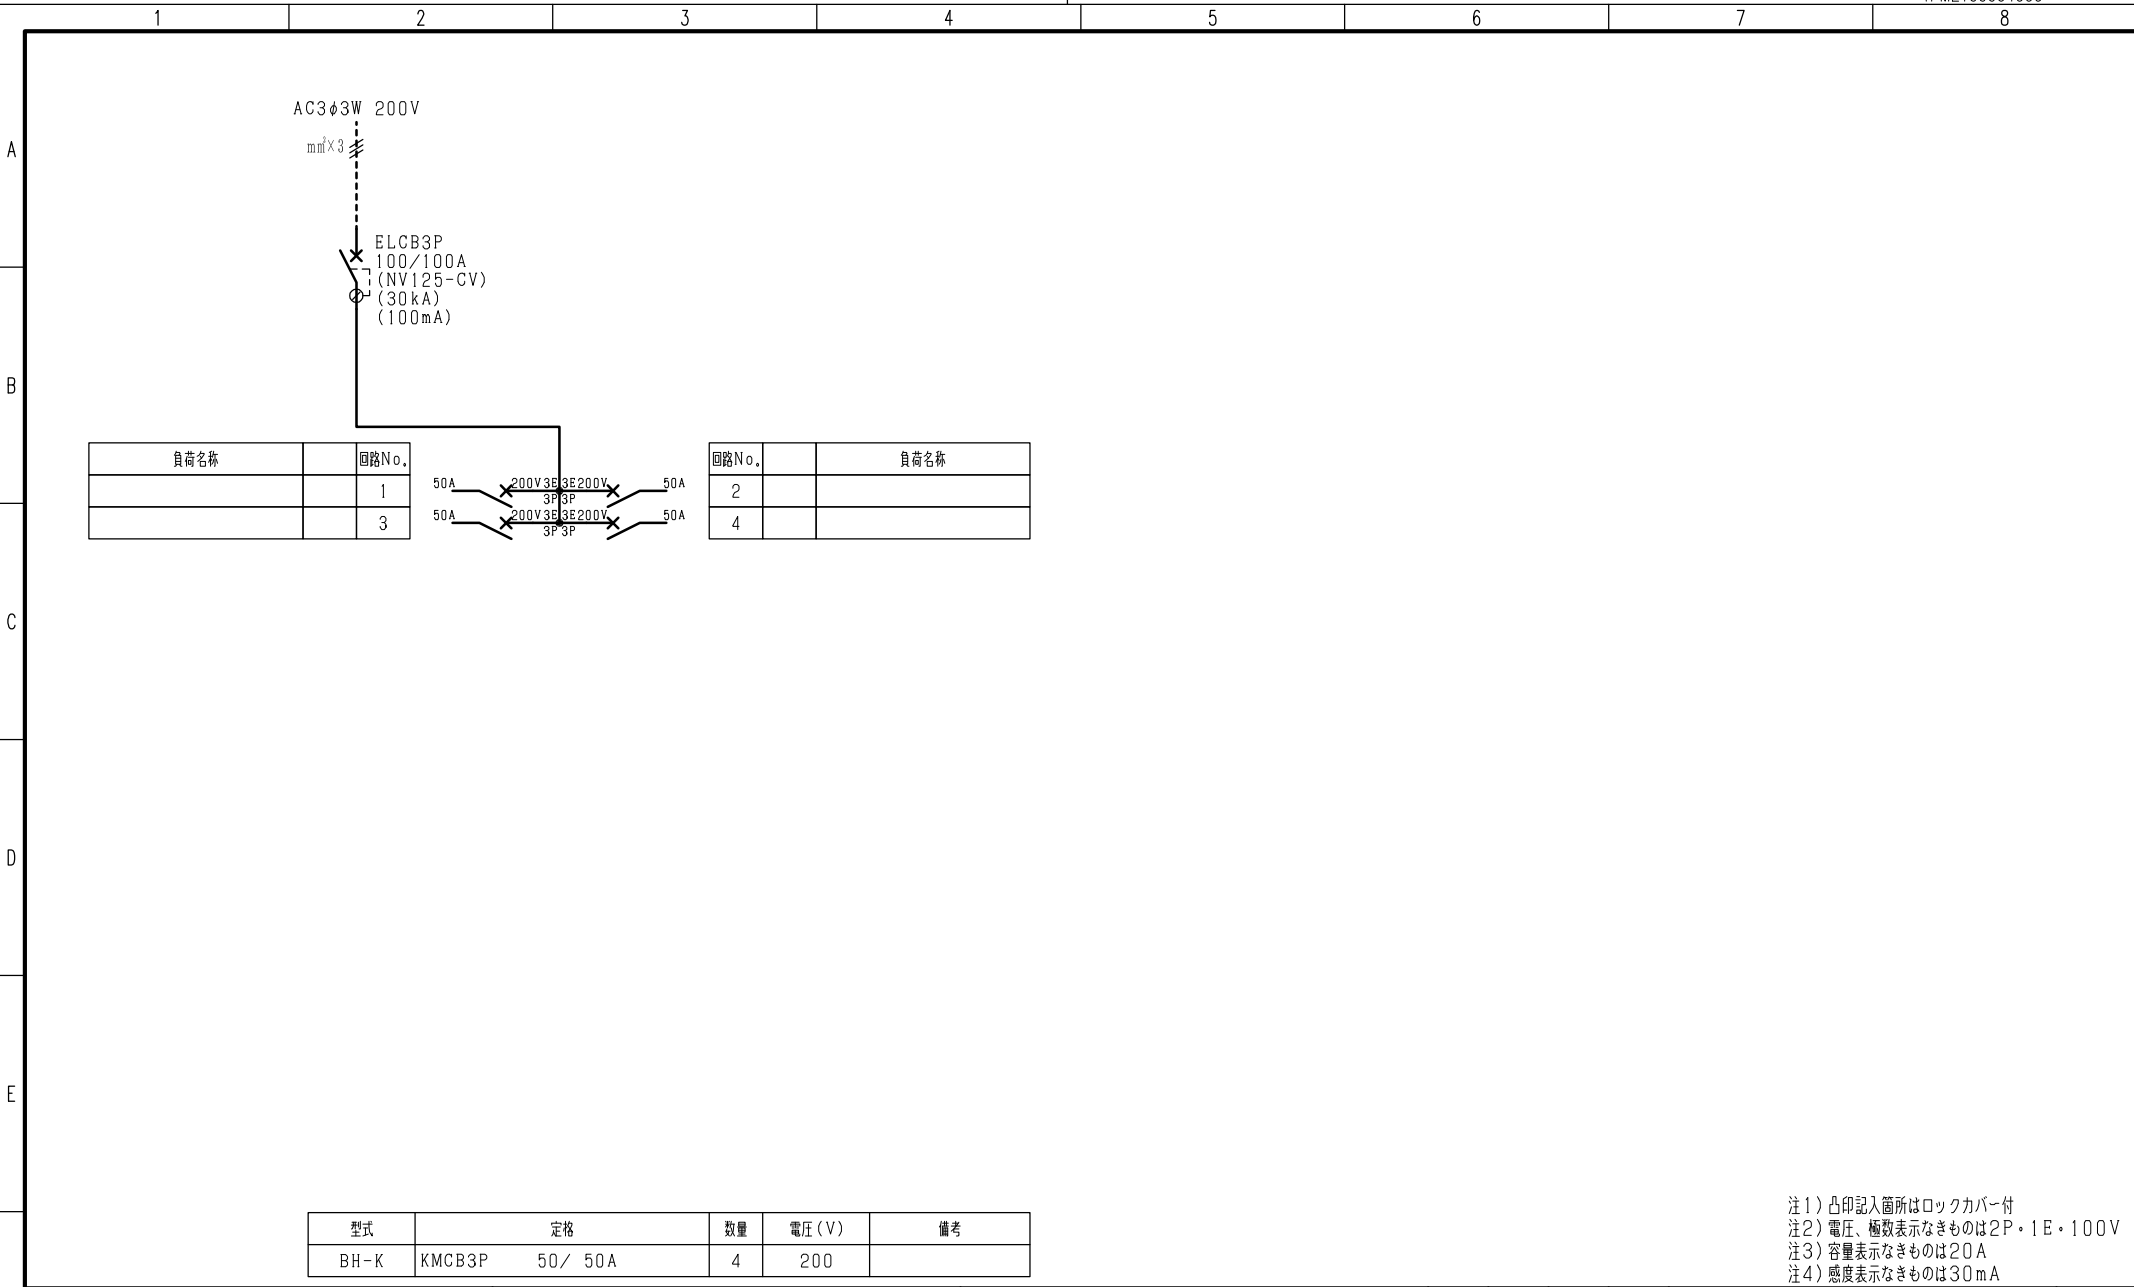 1 2 3 4 5 6 7 8
A
B
C
D
E
AC3φ3W 200V
mm²×3
ELCB3P
100/100A
(NV125-CV)
(30kA)
(100mA)
負荷名称 回路No.
1
3
50A 200V 3E 3E 200V 50A
3P 3P
50A 200V 3E 3E 200V 50A
3P 3P
回路No. 負荷名称
2
4
型式 定格 数量 電圧(V) 備考
BH-K KMCB3P 50/ 50A 4 200
注1)凸印記入箇所はロックカバー付
注2)電圧、極数表示なきものは2P・1E・100V
注3)容量表示なきものは20A
注4)感度表示なきものは30mA